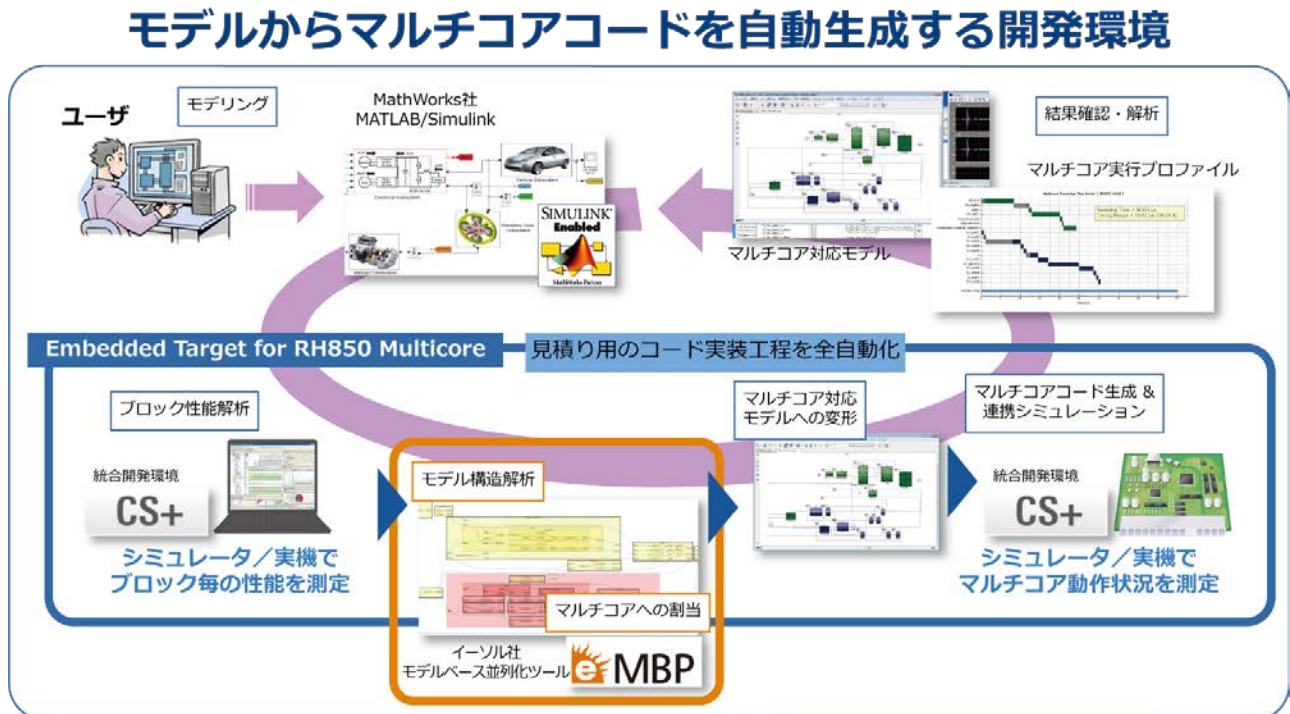 モデルからマルチコアコードを自動生成する開発環境
ユーザ
モデリング
MathWorks社
MATLAB/Simulink
SIMULINK
Enabled
MathWorks Partner
マルチコア対応モデル
結果確認・解析
マルチコア実行プロファイル
Embedded Target for RH850 Multicore
見積り用のコード実装工程を全自動化
ブロック性能解析
統合開発環境
CS+
シミュレータ／実機で
ブロック毎の性能を測定
モデル構造解析
マルチコアへの割当
イーソル社
モデルベース並列化ツール
e MBP
マルチコア対応
モデルへの変形
マルチコアコード生成 &
連携シミュレーション
統合開発環境
CS+
シミュレータ／実機で
マルチコア動作状況を測定